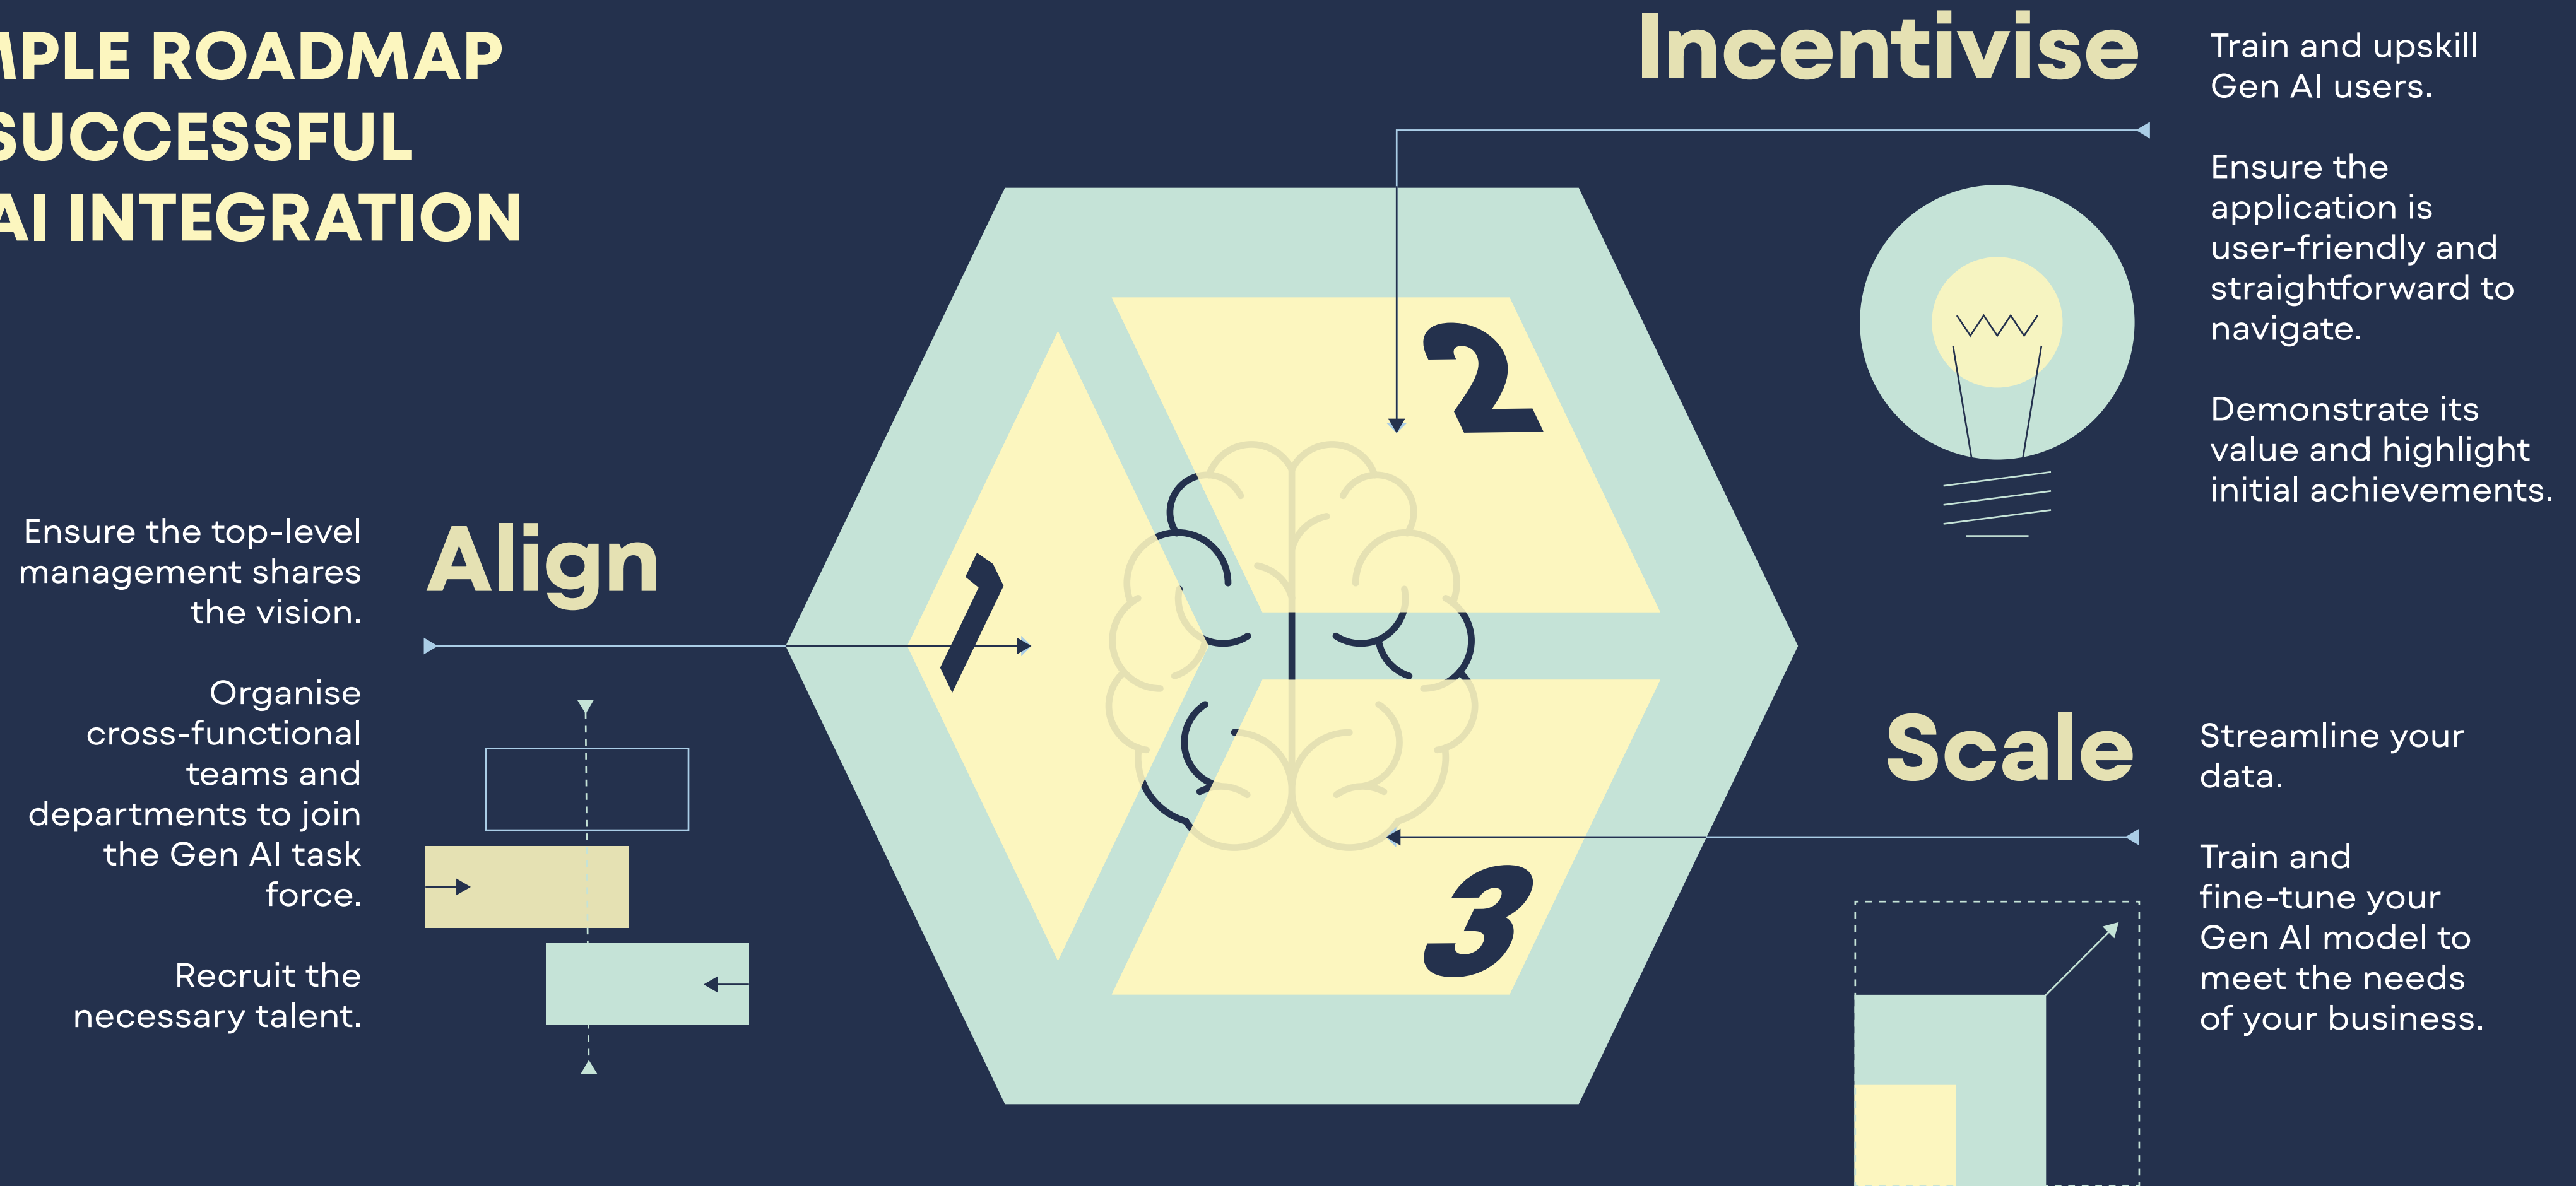 MPLE ROADMAP
SUCCESSFUL
AI INTEGRATION
Incentivise
Train and upskill
Gen AI users.
Ensure the
application is
user-friendly and
straightforward to
navigate.
Demonstrate its
value and highlight
initial achievements.
2
1
3
Align
Ensure the top-level
management shares
the vision.
Organise
cross-functional
teams and
departments to join
the Gen AI task
force.
Recruit the
necessary talent.
Scale
Streamline your
data.
Train and
fine-tune your
Gen AI model to
meet the needs
of your business.